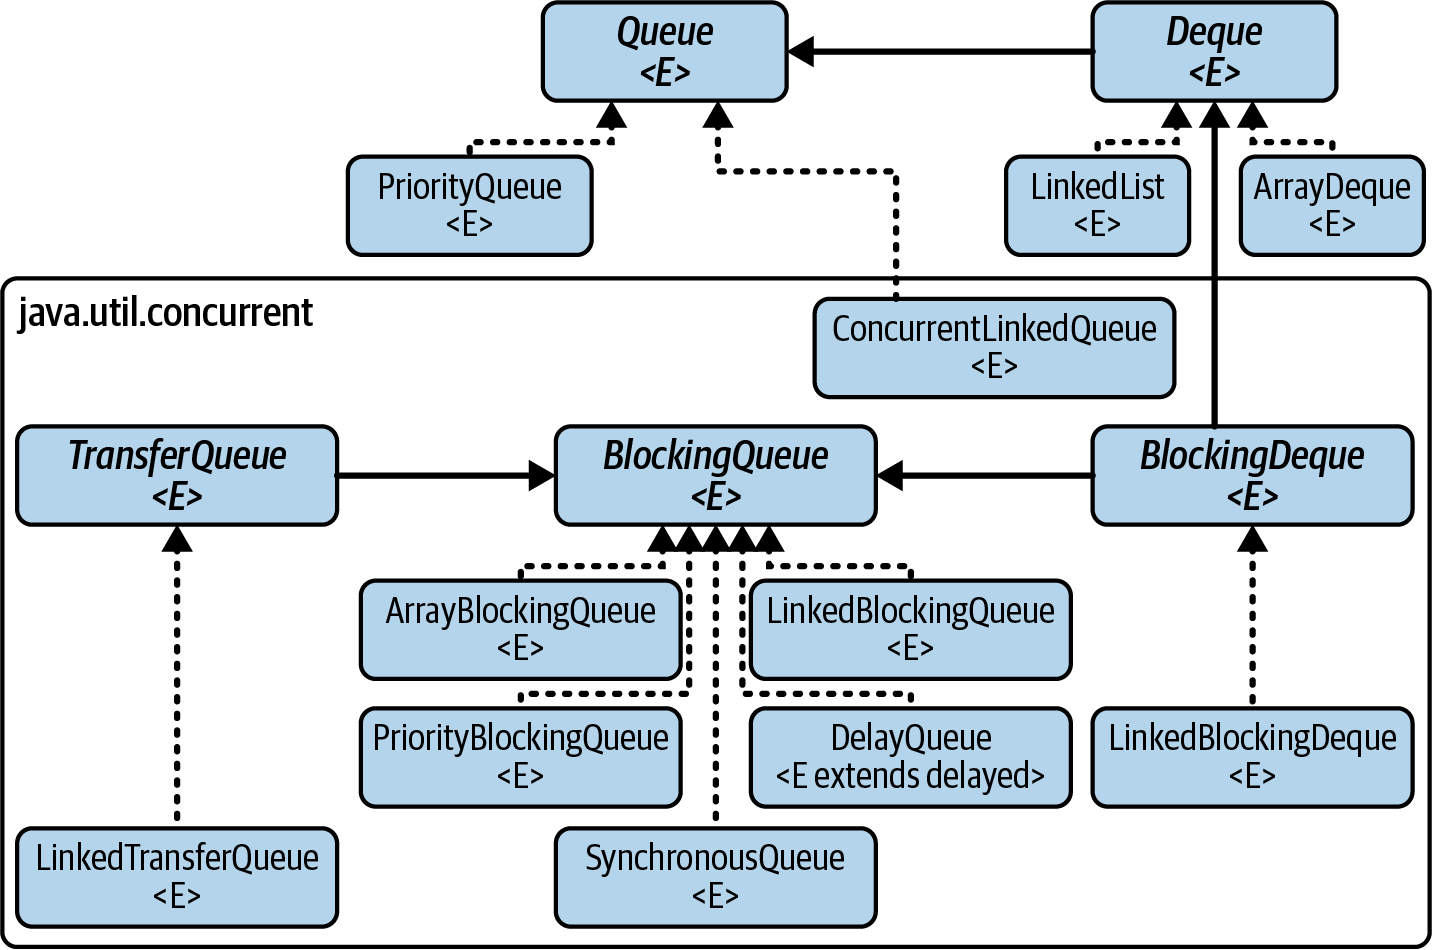 Queue
<E>
Deque
<E>
PriorityQueue
<E>
LinkedList
<E>
ArrayDeque
<E>
java.util.concurrent
ConcurrentLinkedQueue
<E>
TransferQueue
<E>
BlockingQueue
<E>
BlockingDeque
<E>
ArrayBlockingQueue
<E>
LinkedBlockingQueue
<E>
PriorityBlockingQueue
<E>
DelayQueue
<E extends delayed>
LinkedBlockingDeque
<E>
LinkedTransferQueue
<E>
SynchronousQueue
<E>